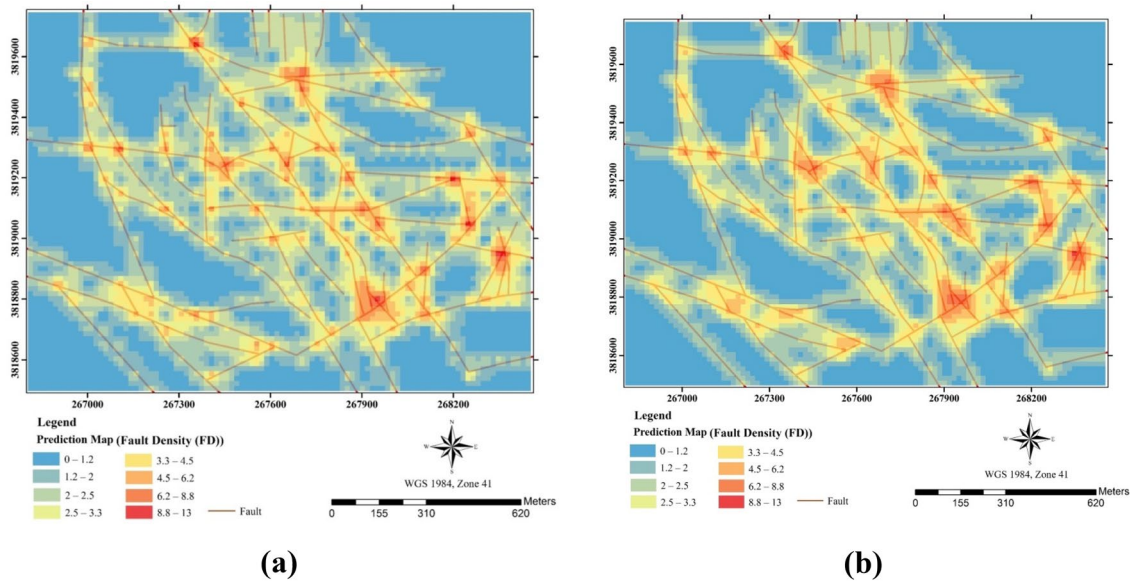 3819600
3819400
3819200
3819000
3818800
3818600
267000 267300 267600 267900 268200
Legend
Prediction Map (Fault Density (FD))
0 – 1.2 3.3 – 4.5
1.2 – 2 4.5 – 6.2
2 – 2.5 6.2 – 8.8
2.5 – 3.3 8.8 – 13 Fault
N
W E
S
WGS 1984, Zone 41
Meters
0 155 310 620
(a)
3819600
3819400
3819200
3819000
3818800
3818600
267000 267300 267600 267900 268200
Legend
Prediction Map (Fault Density (FD))
0 – 1.2 3.3 – 4.5
1.2 – 2 4.5 – 6.2
2 – 2.5 6.2 – 8.8
2.5 – 3.3 8.8 – 13 Fault
N
W E
S
WGS 1984, Zone 41
Meters
0 155 310 620
(b)